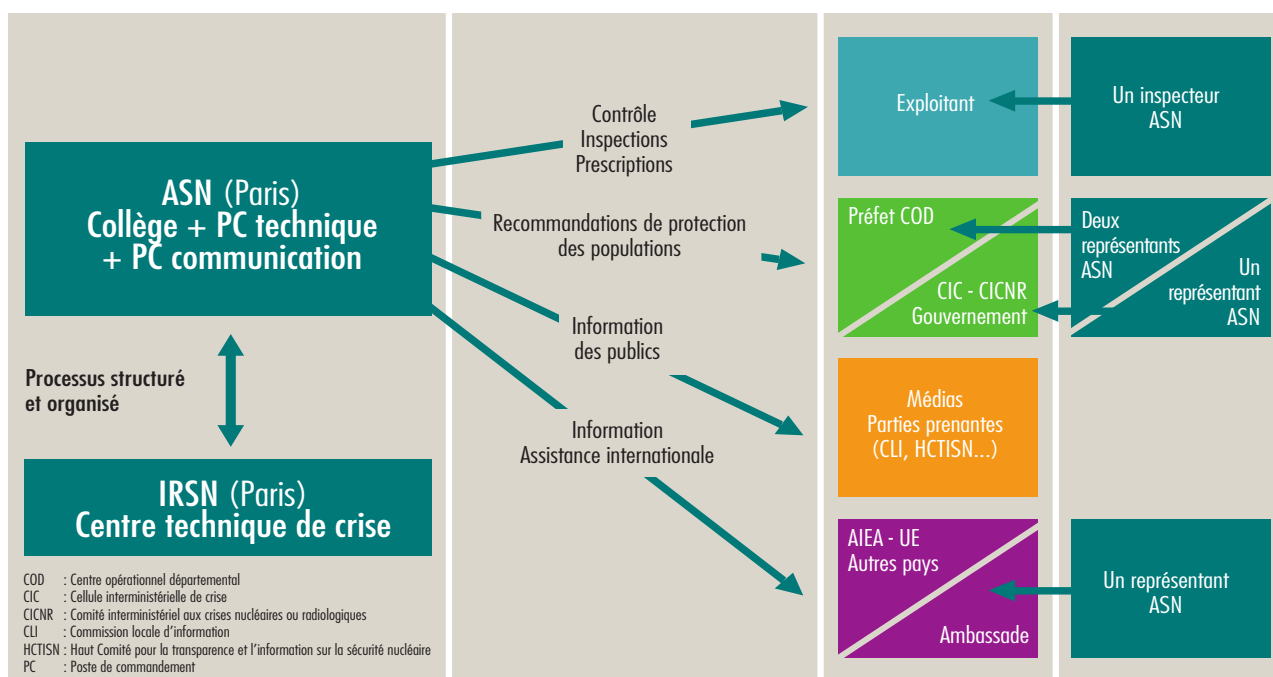 ASN (Paris)
Collège + PC technique
+ PC communication
Processus structuré
et organisé
IRSN (Paris)
Centre technique de crise
COD : Centre opérationnel départemental
CIC : Cellule interministérielle de crise
CICNR : Comité interministériel aux crises nucléaires ou radiologiques
CLI : Commission locale d'information
HCTISN : Haut Comité pour la transparence et l'information sur la sécurité nucléaire
PC : Poste de commandement
Contrôle
Inspections
Prescriptions
Recommandations de protection
des populations
Information
des publics
Information
Assistance internationale
Exploitant
Préfet COD
CIC - CICNR
Gouvernement
Médias
Parties prenantes
(CLI, HCTISN...)
AIEA - UE
Autres pays
Ambassade
Un inspecteur
ASN
Deux
représentants
ASN
Un
représentant
ASN
Un représentant
ASN